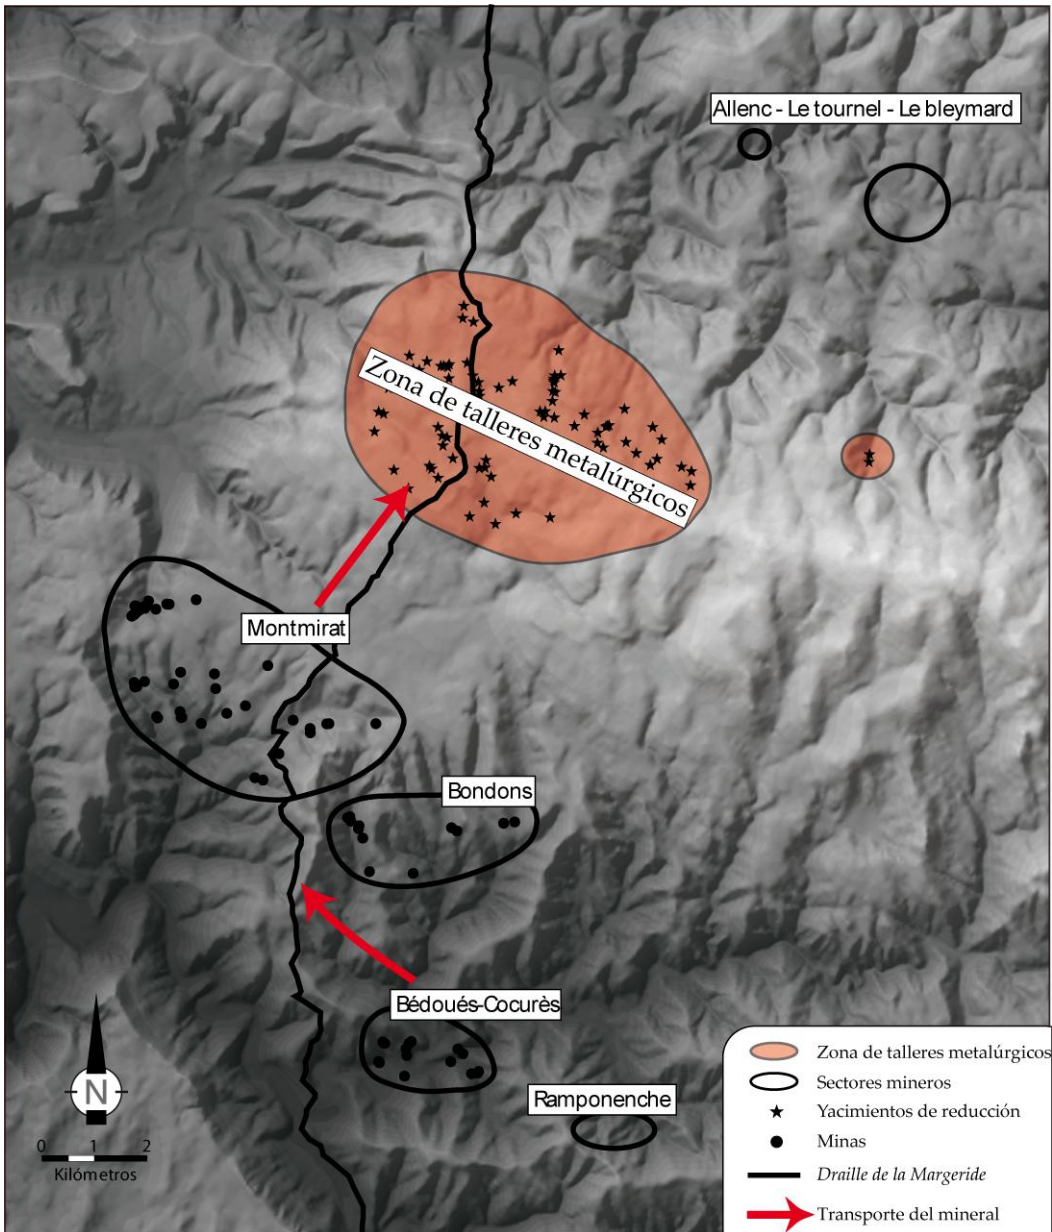 Allenc - Le tournel - Le bleymard
Zona de talleres metalúrgicos
Montmirat
Bondons
Bédoués-Cocurès
Ramponenche
N
0 1 2
Kilómetros
Zona de talleres metalúrgicos
Sectores mineros
Yacimientos de reducción
Minas
Draille de la Margeride
Transporte del mineral